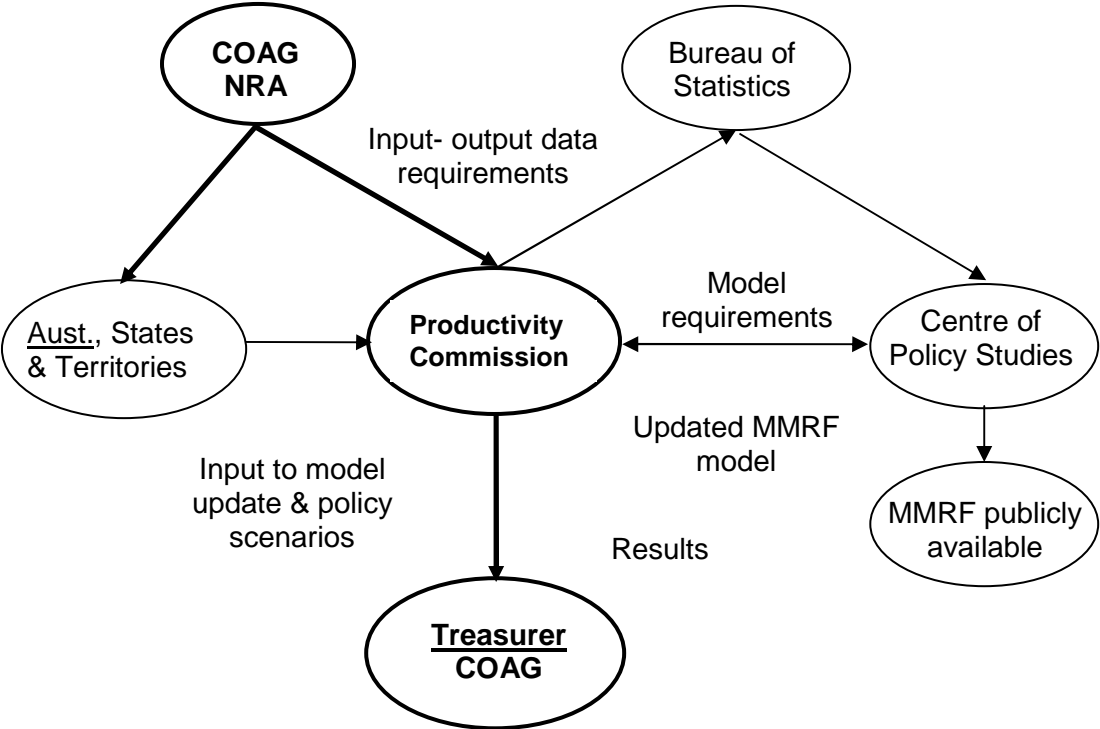 COAG
NRA
Bureau of
Statistics
Input- output data
requirements
Aust., States
& Territories
Productivity
Commission
Model
requirements
Centre of
Policy Studies
Updated MMRF
model
Input to model
update & policy
scenarios
Results
MMRF publicly
available
Treasurer
COAG